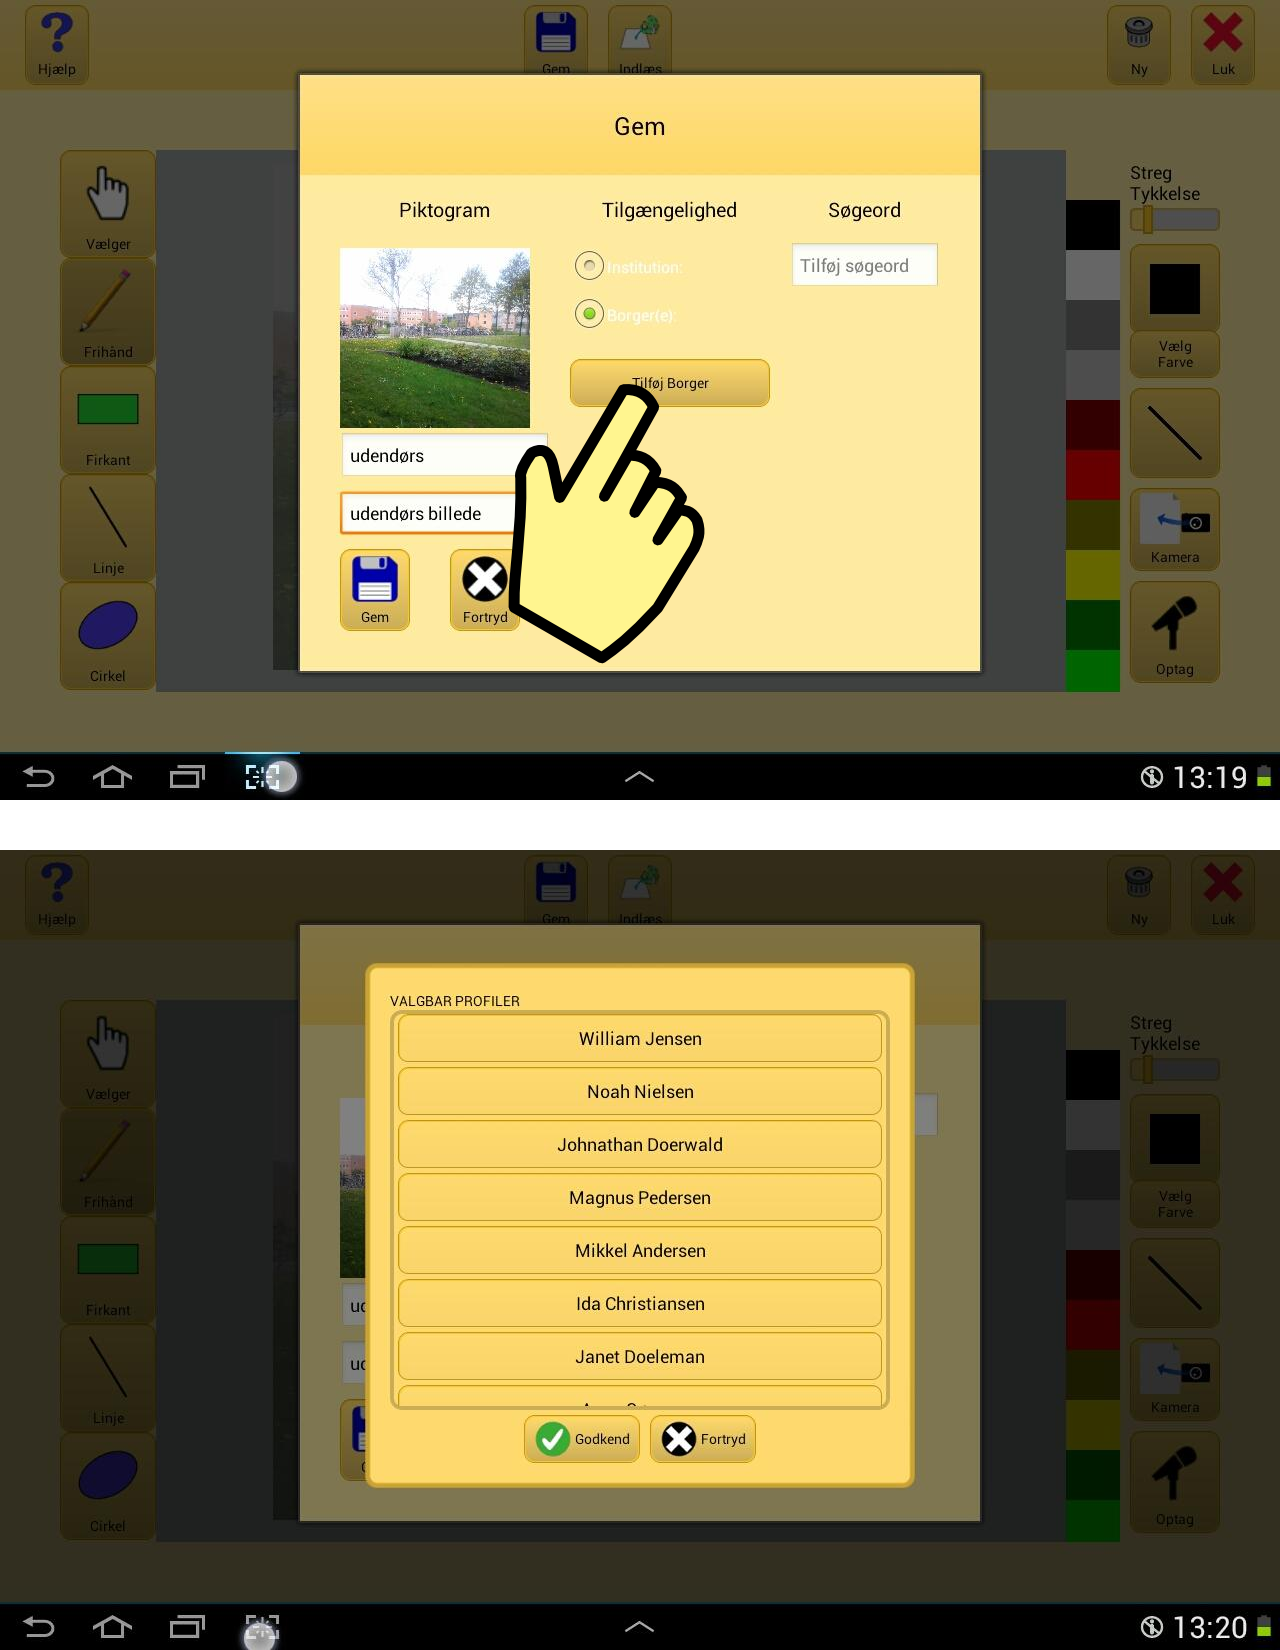 Hjælp
Gem
Indlæs
Ny
Luk
Gem
Piktogram
Tilgængelighed
Søgeord
Institution:
Borger(e):
Tilføj søgeord
Tilføj Borger
udendørs
udendørs billede
Gem
Fortryd
Vælger
Frihånd
Firkant
Linje
Cirkel
Streg
Tykkelse
Vælg
Farve
Kamera
Optag
13:19
Hjælp
Gem
Indlæs
Ny
Luk
VALGBAR PROFILER
William Jensen
Noah Nielsen
Johnathan Doerwald
Magnus Pedersen
Mikkel Andersen
Ida Christiansen
Janet Doeleman
Godkend
Fortryd
Vælger
Frihånd
Firkant
Linje
Cirkel
Streg
Tykkelse
Vælg
Farve
Kamera
Optag
13:20